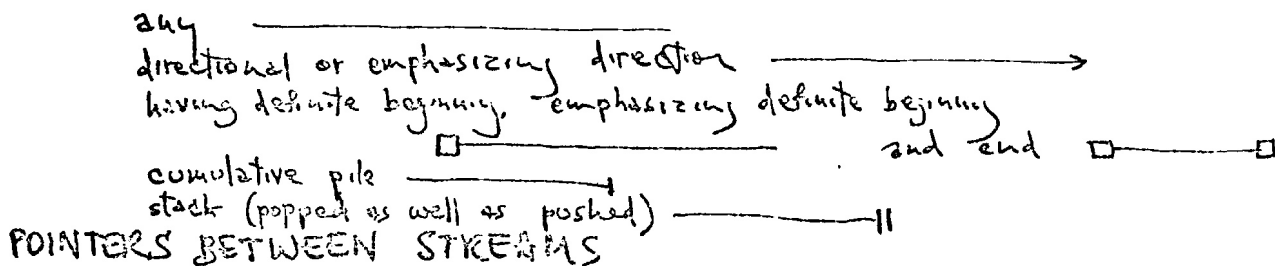 any
directional or emphasizing direction
having definite beginning, emphasizing definite beginning
and end
cumulative pile
stack (popped as well as pushed)
POINTERS BETWEEN STREAMS